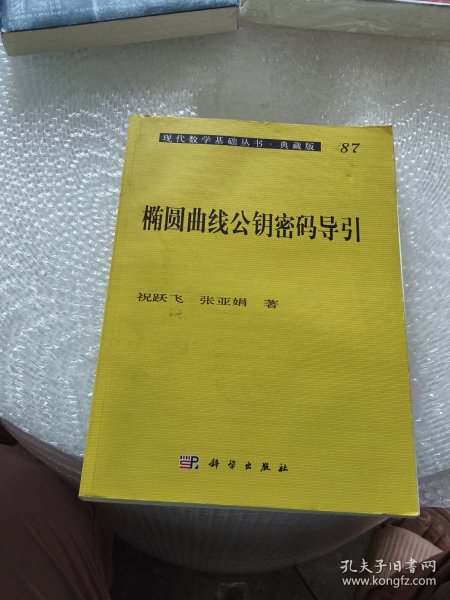 现代数学基础丛书·典藏版 87
椭圆曲线公钥密码导引
祝跃飞 张亚娟 著
科学出版社
孔夫子旧书网
www.kongfz.com